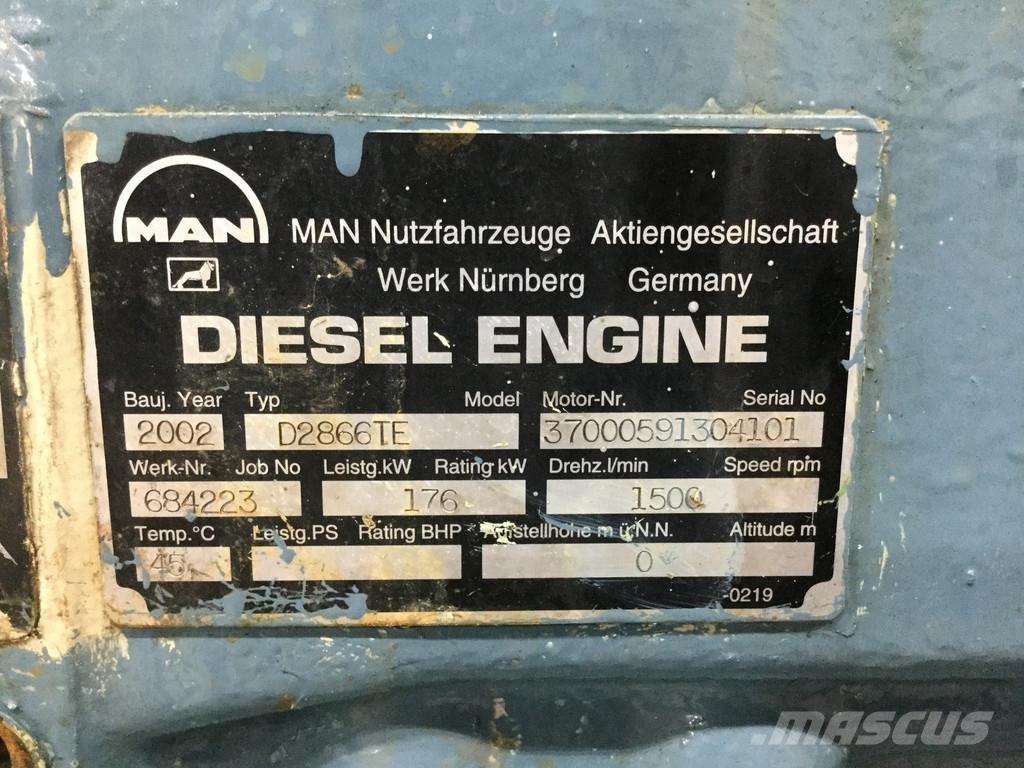 MAN
MAN Nutzfahrzeuge Aktiengesellschaft
Werk Nürnberg Germany
DIESEL ENGINE
Bauj. Year Typ Model Motor-Nr. Serial No
2002 D2866TE 37000591304101
Werk-Nr. Job No Leistg.kW Rating kW Drehz.l/min Speed rpm
684223 176 1500
Temp.°C Leistg.PS Rating BHP Aufstellhöhe m ü.N.N. Altitude m
45 0
-0219
MASCUS